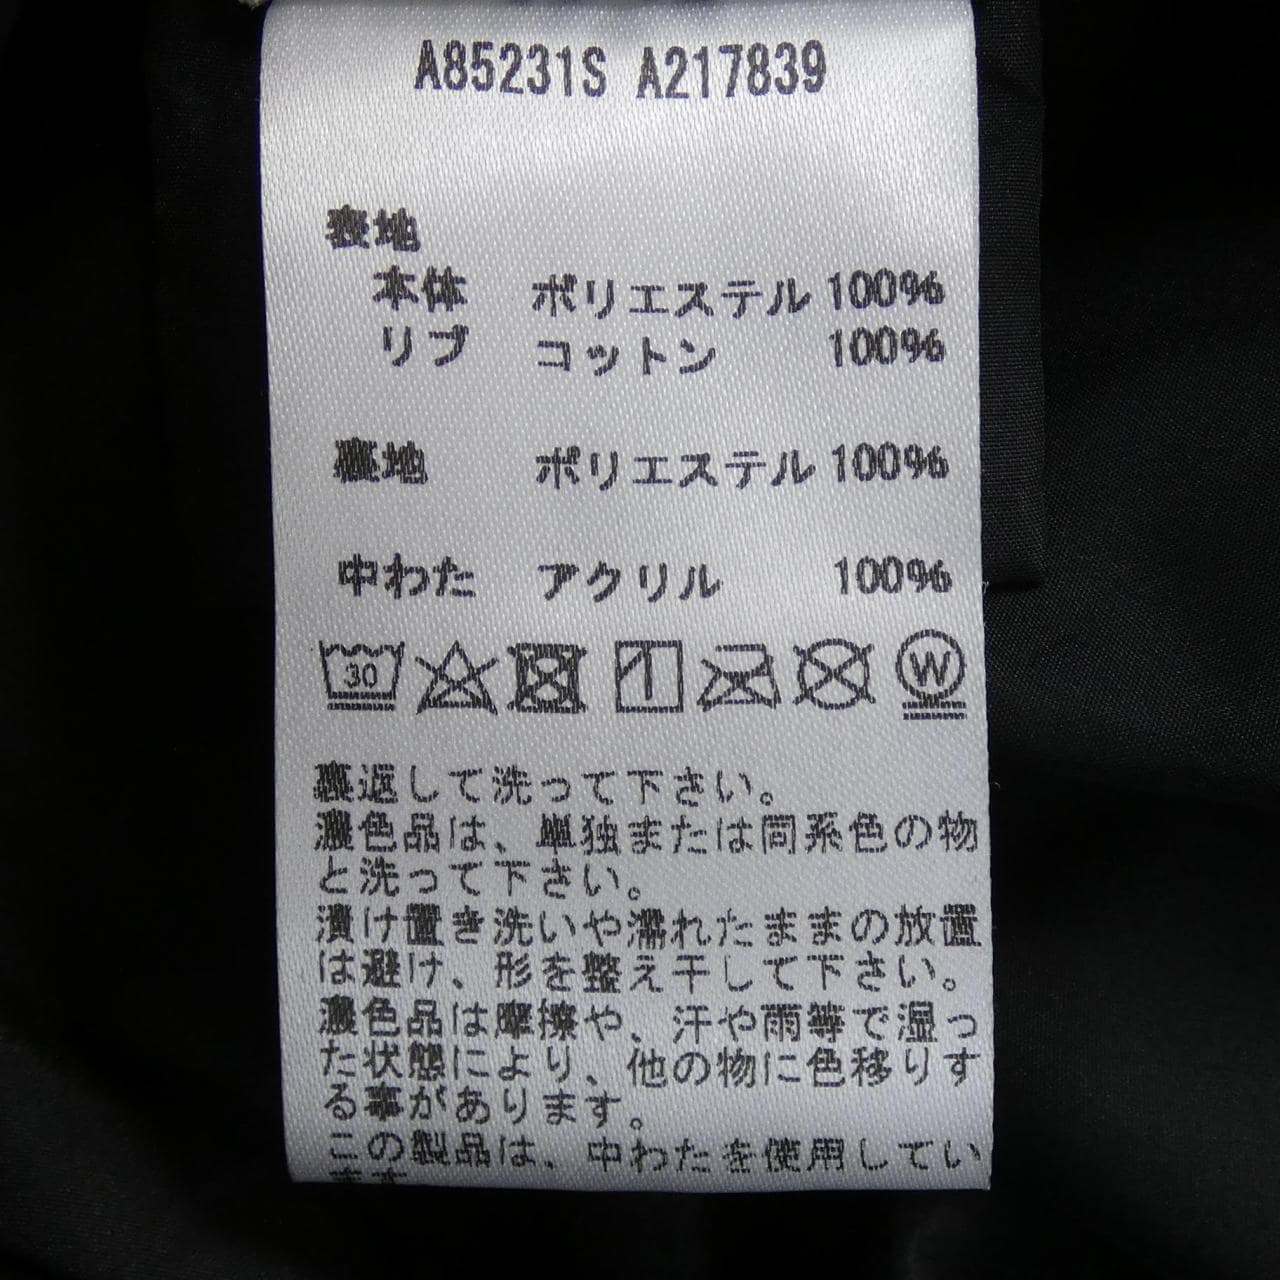 A85231S A217839
表地
本体 ポリエステル 100%
リブ コットン 100%
裏地 ポリエステル 100%
中わた アクリル 100%
30 W
裏返して洗って下さい。
濃色品は、単独または同系色の物
と洗って下さい。
漬け置き洗いや濡れたままの放置
は避け、形を整え干して下さい。
濃色品は摩擦や、汗や雨等で湿っ
た状態により、他の物に色移りす
る事があります。
この製品は、中わたを使用してい
ます